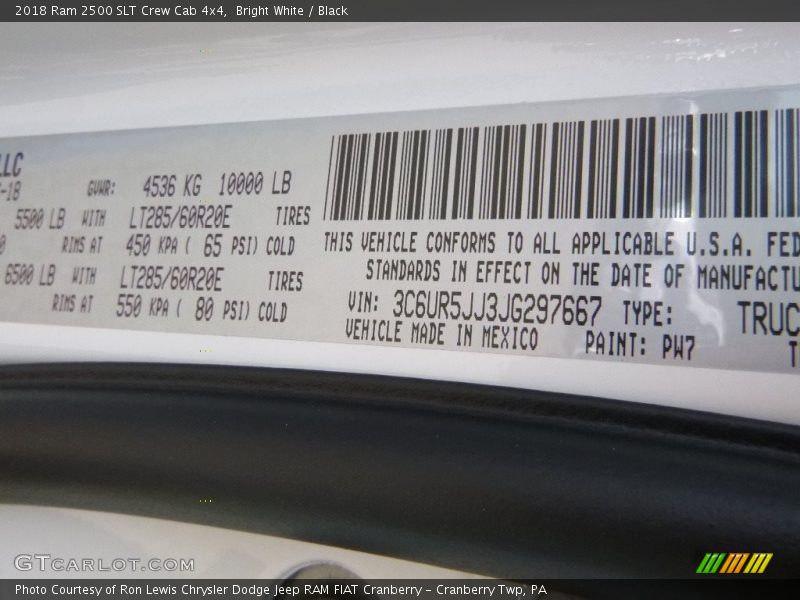 2018 Ram 2500 SLT Crew Cab 4x4, Bright White / Black
LLC
-18
GVWR: 4536 KG 10000 LB
5500 LB WITH LT285/60R20E TIRES
0 RIMS AT 450 KPA ( 65 PSI) COLD
6500 LB WITH LT285/60R20E TIRES
RIMS AT 550 KPA ( 80 PSI) COLD
THIS VEHICLE CONFORMS TO ALL APPLICABLE U.S.A. FED
STANDARDS IN EFFECT ON THE DATE OF MANUFACTU
VIN: 3C6UR5JJ3JG297667 TYPE: TRUC
VEHICLE MADE IN MEXICO PAINT: PW7 T
GTCARLOT.COM
Photo Courtesy of Ron Lewis Chrysler Dodge Jeep RAM FIAT Cranberry - Cranberry Twp, PA